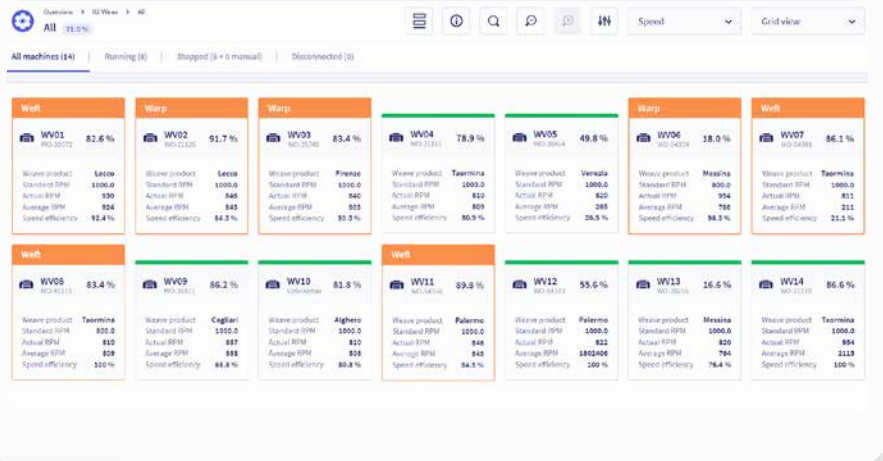 Overview > 02 Weav > All
All 71.0 %
Speed
Grid view
All machines (14) | Running (8) | Stopped (6 + 0 manual) | Disconnected (0)
Weft
WV01 82.6 %
Weave product Lecco
Standard RPM 1000.0
Actual RPM 930
Average RPM 924
Speed efficiency 92.4 %
Warp
WV02 91.7 %
Weave product Lecco
Standard RPM 1000.0
Actual RPM 846
Average RPM 845
Speed efficiency 84.5 %
Warp
WV03 83.4 %
Weave product Firenze
Standard RPM 1000.0
Actual RPM 840
Average RPM
Speed efficiency
WV04 78.9 %
Weave product Taormina
Standard RPM 1000.0
Actual RPM 810
Average RPM 809
Speed efficiency 80.9 %
WV05 49.8 %
Weave product Venezia
Standard RPM 1000.0
Actual RPM 820
Average RPM 265
Speed efficiency 26.5 %
Warp
WV06 18.0 %
Weave product Messina
Standard RPM 800.0
Actual RPM 954
Average RPM
Speed efficiency
Weft
WV07 86.1 %
Weave product Taormina
Standard RPM 1000.0
Actual RPM 811
Average RPM 211
Speed efficiency 21.1 %
Weft
WV08 83.4 %
Weave product Taormina
Standard RPM 800.0
Actual RPM 810
Average RPM 809
Speed efficiency 100 %
WV09 86.2 %
Weave product Cagliari
Standard RPM 1000.0
Actual RPM
Average RPM
Speed efficiency
WV10 81.8 %
Unknown
Weave product Alghero
Standard RPM 1000.0
Actual RPM 810
Average RPM 808
Speed efficiency 80.8 %
Weft
WV11 89.8 %
Weave product Palermo
Standard RPM 1000.0
Actual RPM 846
Average RPM 845
Speed efficiency 84.5 %
WV12 55.6 %
Weave product Palermo
Standard RPM 1000.0
Actual RPM 822
Average RPM 1802406
Speed efficiency 100 %
WV13 16.6 %
Weave product Messina
Standard RPM 1000.0
Actual RPM 820
Average RPM 764
Speed efficiency 76.4 %
WV14 86.6 %
Weave product Taormina
Standard RPM 1000.0
Actual RPM 954
Average RPM 2115
Speed efficiency 100 %